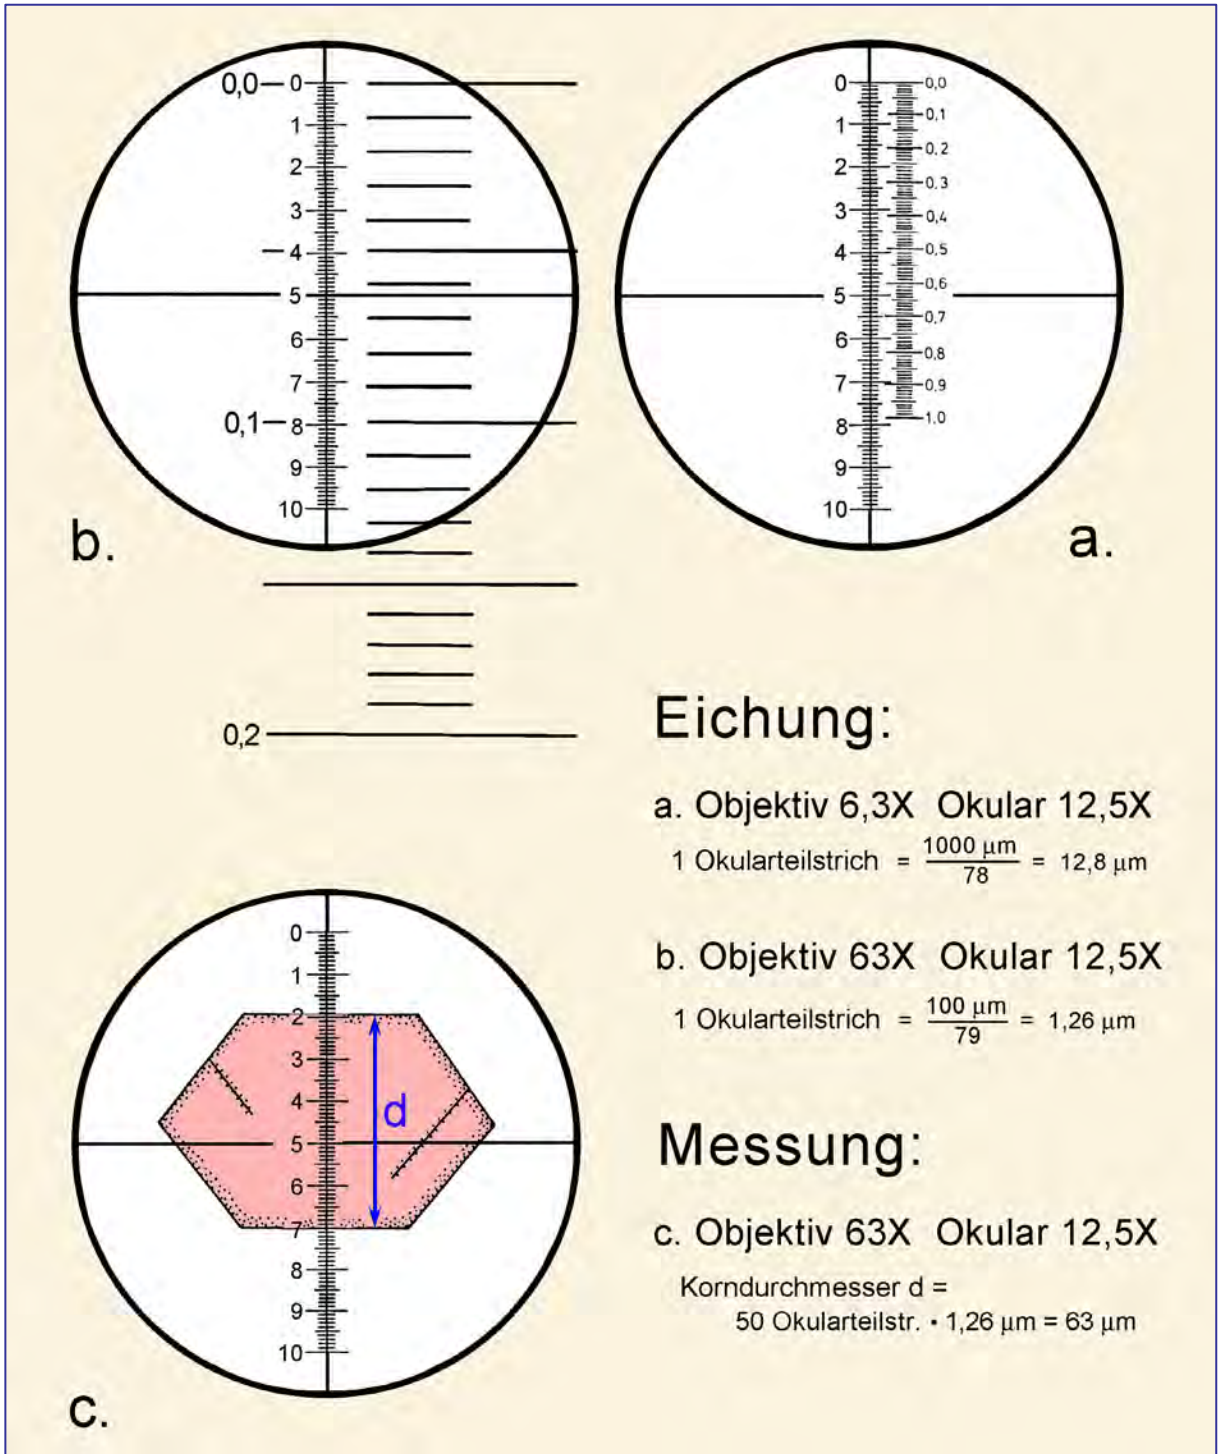 0,0 0
1
2
3
4
5
6
7
0,1 8
9
10
b.
0,2
0 0,0
1 0,1
2 0,2
3 0,3
0,4
4 0,5
5 0,6
6 0,7
7 0,8
0,9
8 1,0
9
10
a.
Eichung:
a. Objektiv 6,3X Okular 12,5X
1 Okularteilstrich = 1000 µm / 78 = 12,8 µm
b. Objektiv 63X Okular 12,5X
1 Okularteilstrich = 100 µm / 79 = 1,26 µm
0
1
2
3
4
d
5
6
7
8
9
10
c.
Messung:
c. Objektiv 63X Okular 12,5X
Korndurchmesser d =
50 Okularteilstr. • 1,26 µm = 63 µm